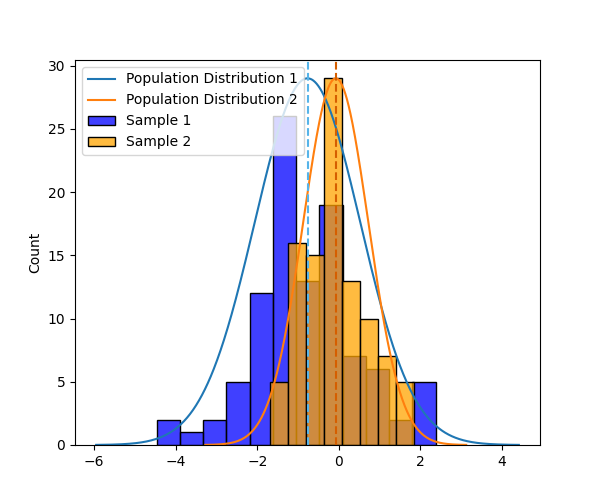 Population Distribution 1
Population Distribution 2
Sample 1
Sample 2
Count
30
25
20
15
10
5
0
−6 −4 −2 0 2 4